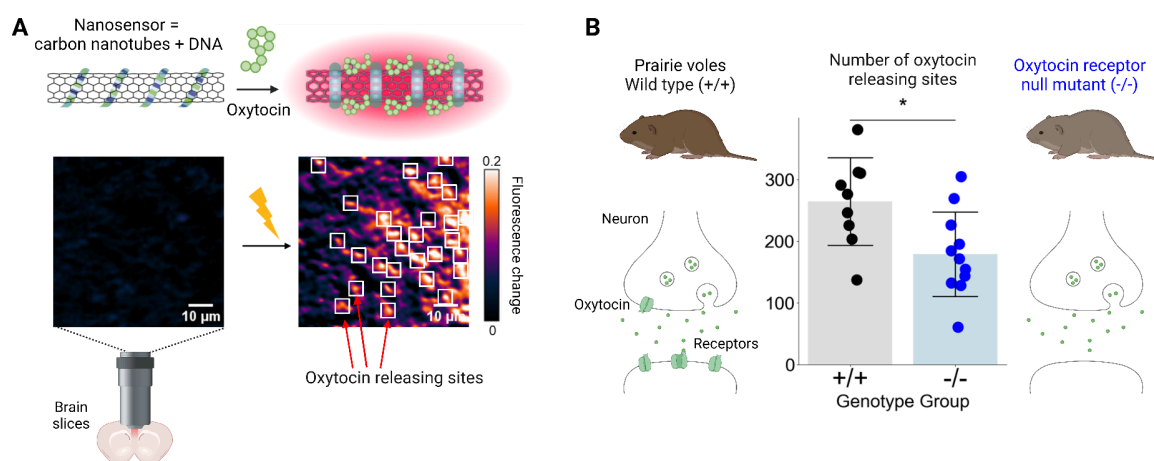 A
Nanosensor =
carbon nanotubes + DNA
Oxytocin
10 µm
10 µm
0.2
Fluorescence change
0
Oxytocin releasing sites
Brain
slices
B
Prairie voles
Wild type (+/+)
Number of oxytocin
releasing sites
*
Oxytocin receptor
null mutant (-/-)
Neuron
Oxytocin
Receptors
300
200
100
0
+/+
-/-
Genotype Group